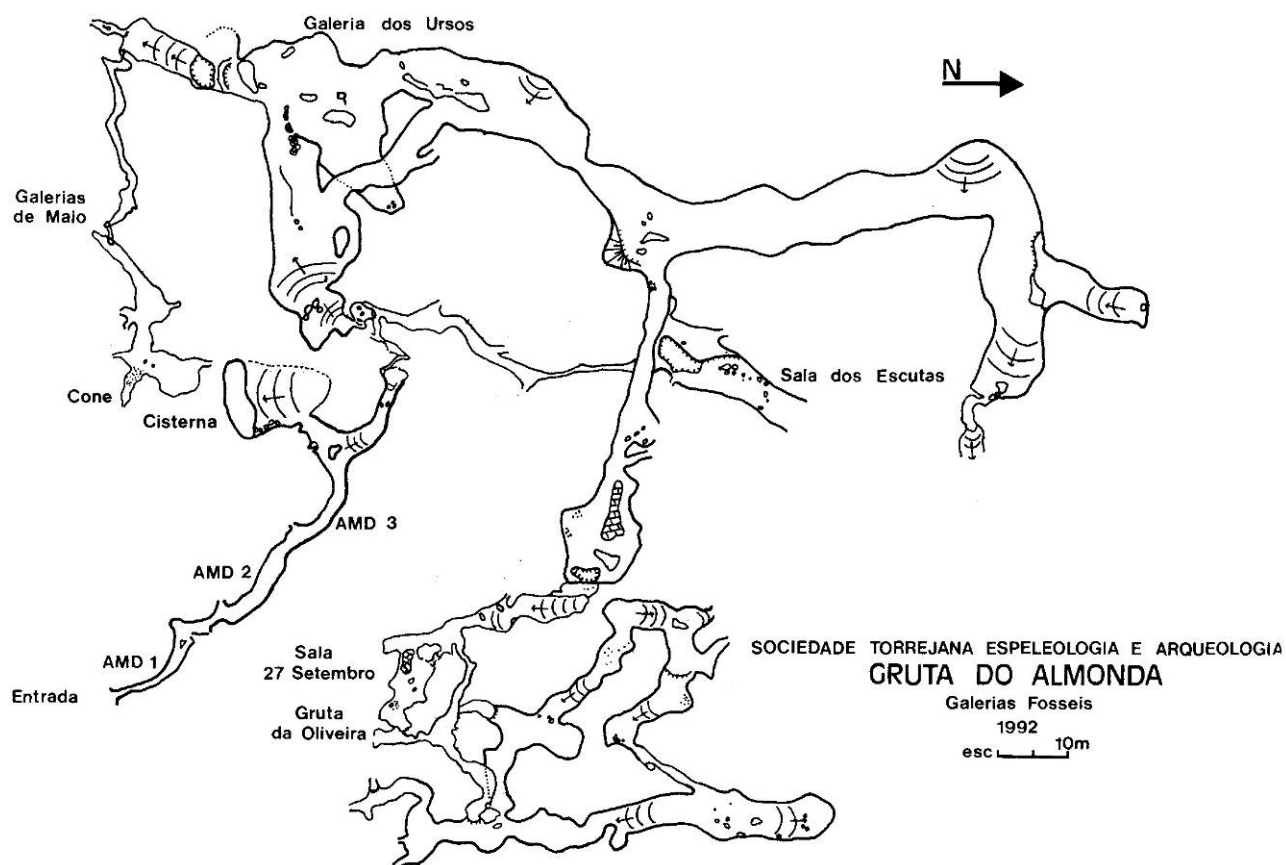 Galeria dos Ursos
N
Galerias
de Maio
Sala dos Escutas
Cone
Cisterna
AMD 3
AMD 2
AMD 1
Entrada
Sala
27 Setembro
Gruta
da Oliveira
SOCIEDADE TORREJANA ESPELEOLOGIA E ARQUEOLOGIA
GRUTA DO ALMONDA
Galerias Fosseis
1992
esc 10m